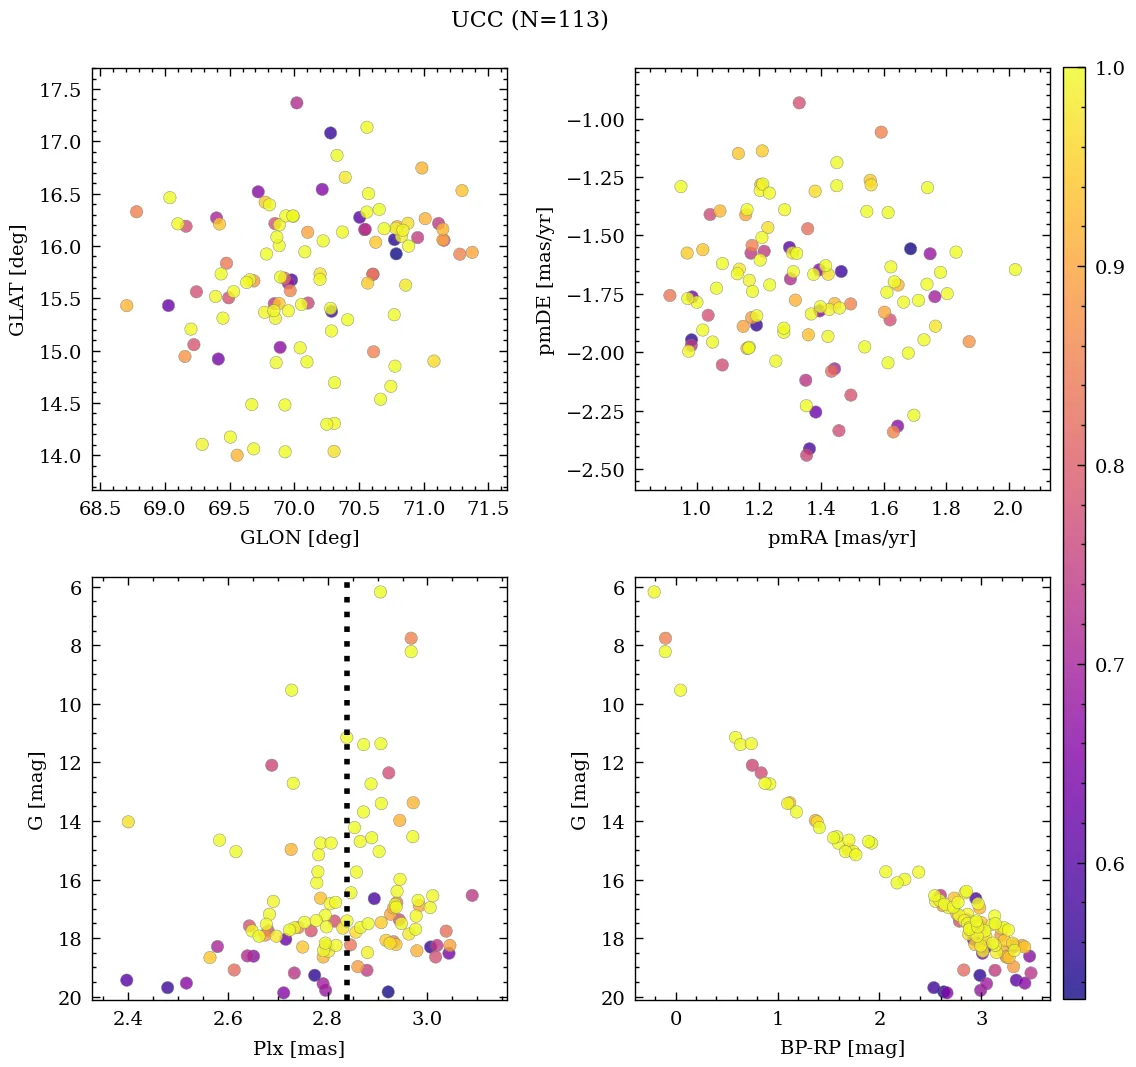 UCC (N=113)
17.5
17.0
16.5
16.0
15.5
15.0
14.5
14.0
GLAT [deg]
68.5 69.0 69.5 70.0 70.5 71.0 71.5
GLON [deg]
−1.00
−1.25
−1.50
−1.75
−2.00
−2.25
−2.50
pmDE [mas/yr]
1.0 1.2 1.4 1.6 1.8 2.0
pmRA [mas/yr]
1.0
0.9
0.8
0.7
0.6
6
8
10
12
14
16
18
20
G [mag]
2.4 2.6 2.8 3.0
Plx [mas]
6
8
10
12
14
16
18
20
G [mag]
0 1 2 3
BP-RP [mag]